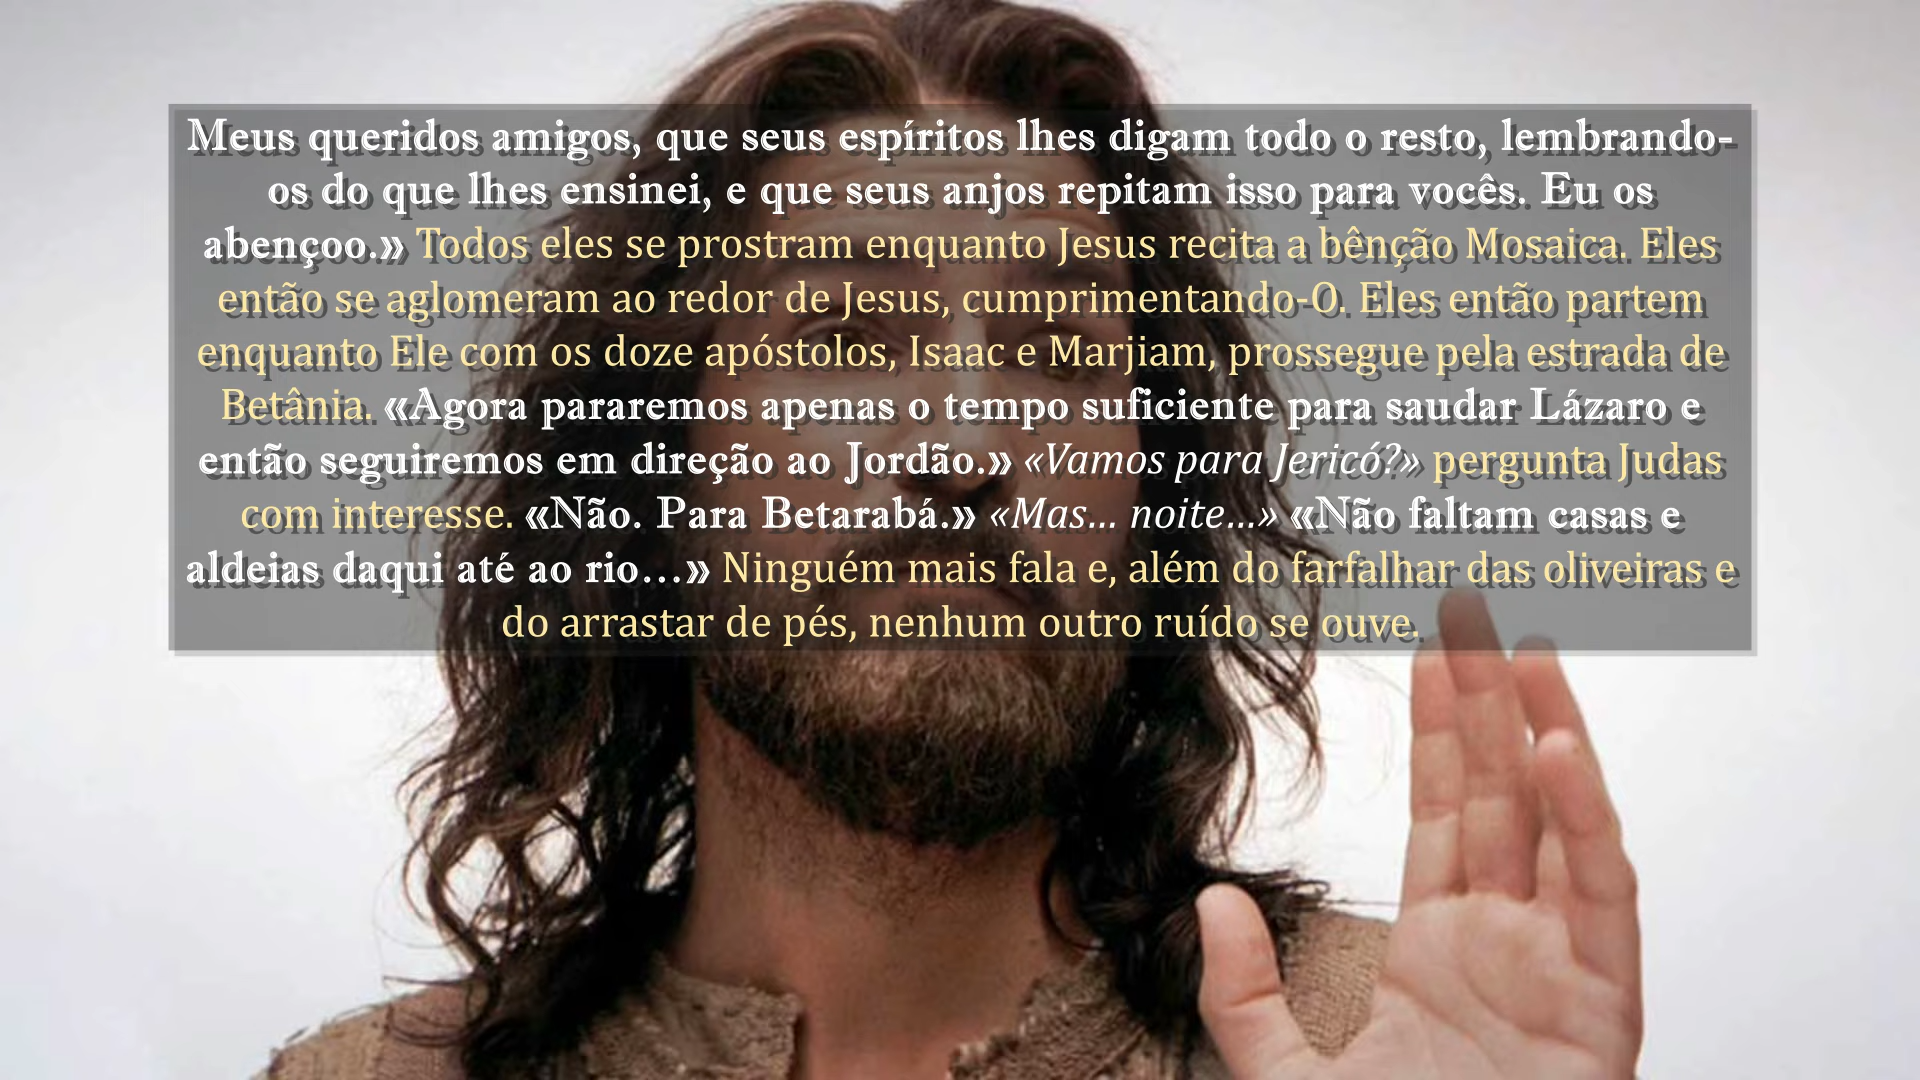 Meus queridos amigos, que seus espíritos lhes digam todo o resto, lembrando-
os do que lhes ensinei, e que seus anjos repitam isso para vocês. Eu os
abençoo.» Todos eles se prostram enquanto Jesus recita a bênção Mosaica. Eles
então se aglomeram ao redor de Jesus, cumprimentando-O. Eles então partem
enquanto Ele com os doze apóstolos, Isaac e Marjiam, prossegue pela estrada de
Betânia. «Agora pararemos apenas o tempo suficiente para saudar Lázaro e
então seguiremos em direção ao Jordão.» «Vamos para Jericó?» pergunta Judas
com interesse. «Não. Para Betarabá.» «Mas... noite...» «Não faltam casas e
aldeias daqui até ao rio...» Ninguém mais fala e, além do farfalhar das oliveiras e
do arrastar de pés, nenhum outro ruído se ouve.